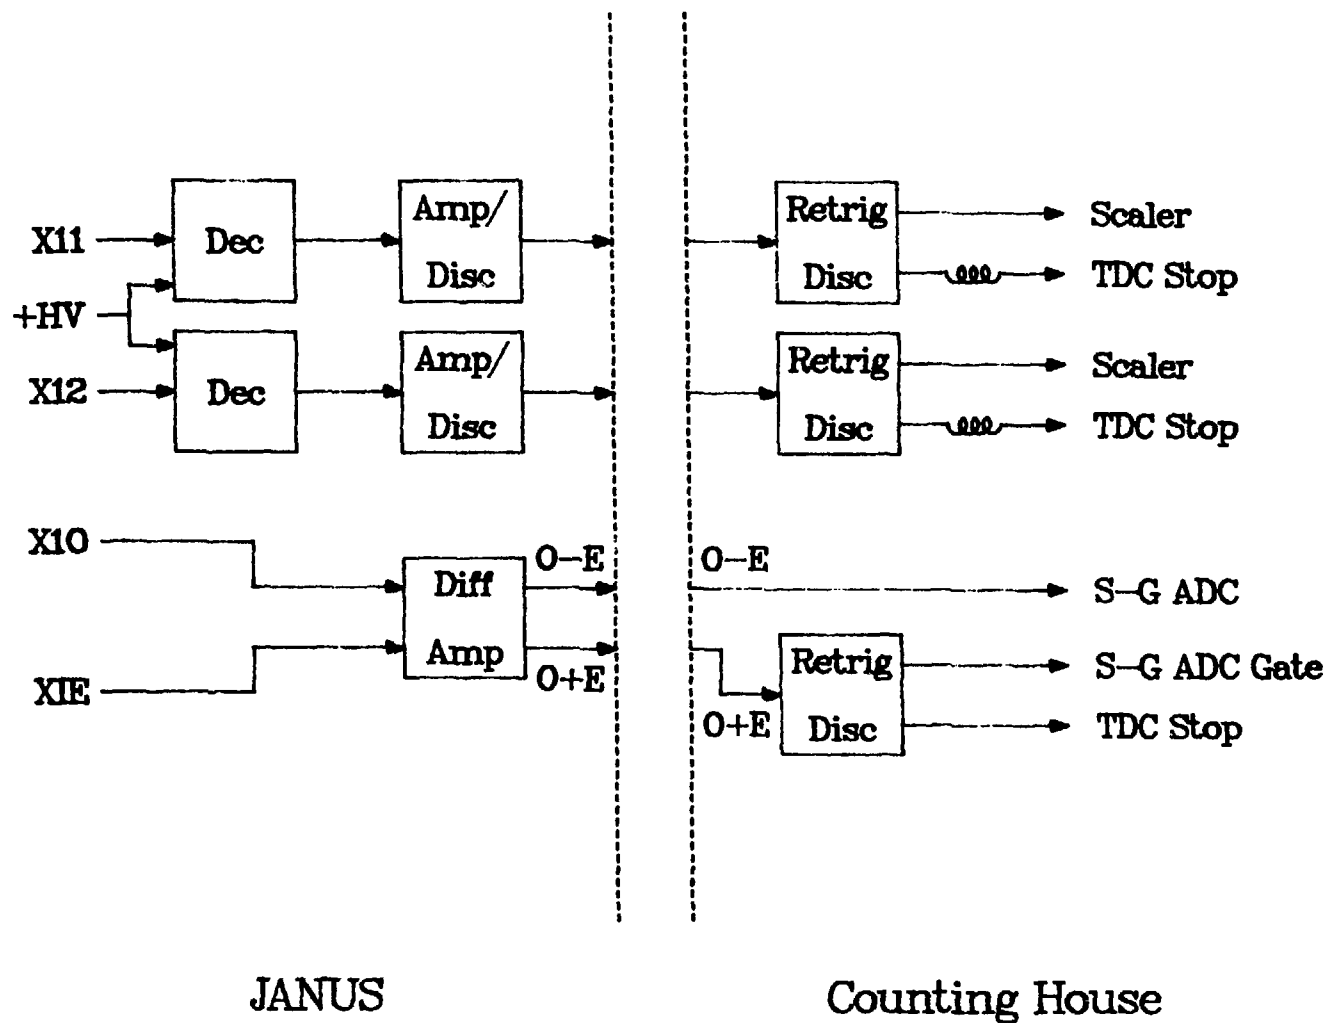 X11
Dec
Amp/
Disc
Retrig
Disc
Scaler
TDC Stop
+HV
X12
Dec
Amp/
Disc
Retrig
Disc
Scaler
TDC Stop
X1O
X1E
Diff
Amp
O-E
O+E
O-E
O+E
S-G ADC
Retrig
Disc
S-G ADC Gate
TDC Stop
JANUS
Counting House